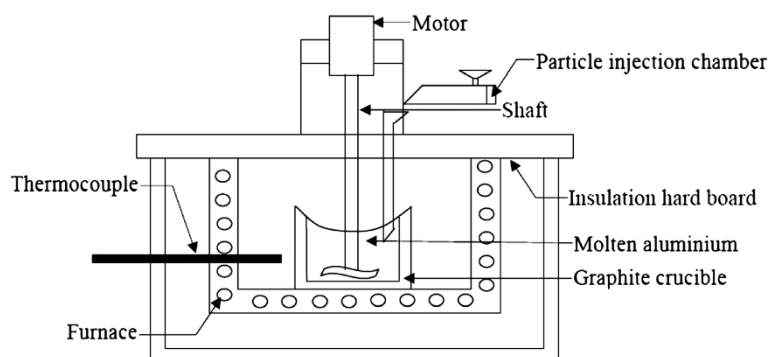 Motor
Particle injection chamber
Shaft
Thermocouple
Insulation hard board
Molten aluminium
Graphite crucible
Furnace